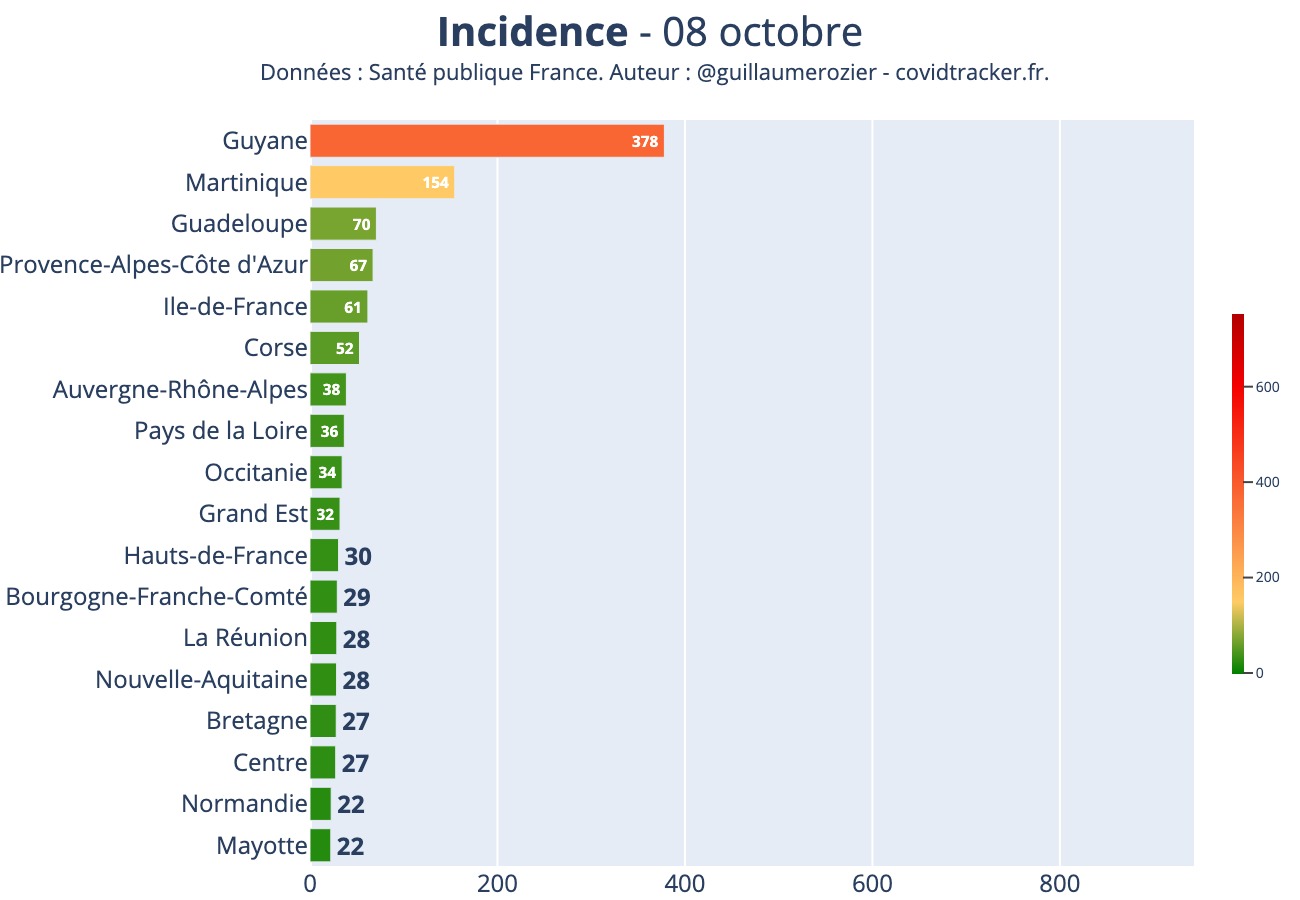 Incidence - 08 octobre
Données : Santé publique France. Auteur : @guillaumerozier - covidtracker.fr.
Guyane 378
Martinique 154
Guadeloupe 70
Provence-Alpes-Côte d'Azur 67
Ile-de-France 61
Corse 52
Auvergne-Rhône-Alpes 38
Pays de la Loire 36
Occitanie 34
Grand Est 32
Hauts-de-France 30
Bourgogne-Franche-Comté 29
La Réunion 28
Nouvelle-Aquitaine 28
Bretagne 27
Centre 27
Normandie 22
Mayotte 22
0 200 400 600 800
600
400
200
0